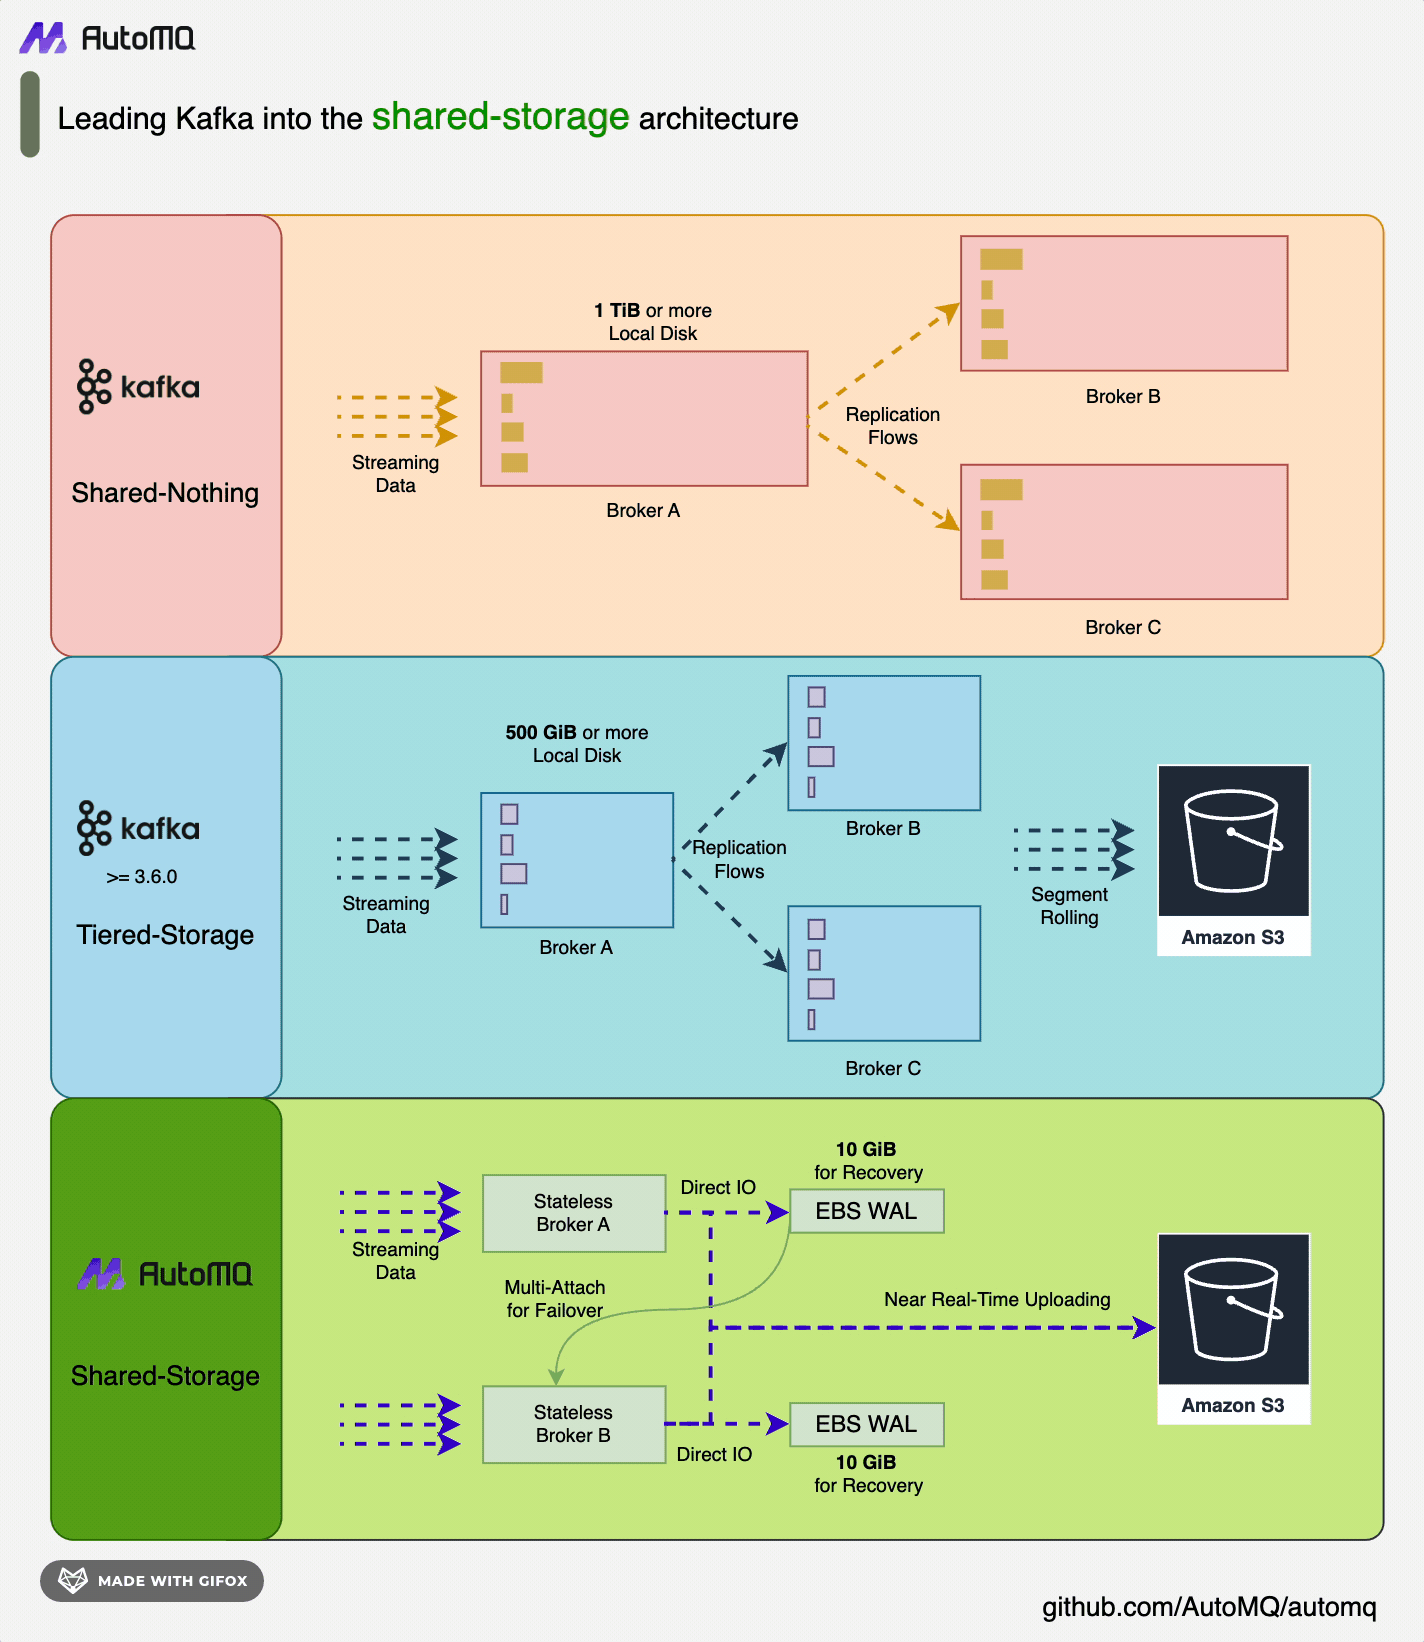 AutoMQ
Leading Kafka into the shared-storage architecture
kafka
Shared-Nothing
Streaming
Data
1 TiB or more
Local Disk
Broker A
Replication
Flows
Broker B
Broker C
kafka
>= 3.6.0
Tiered-Storage
Streaming
Data
500 GiB or more
Local Disk
Broker A
Replication
Flows
Broker B
Broker C
Segment
Rolling
Amazon S3
AutoMQ
Shared-Storage
Streaming
Data
Stateless
Broker A
Direct IO
10 GiB
for Recovery
EBS WAL
Multi-Attach
for Failover
Near Real-Time Uploading
Amazon S3
Stateless
Broker B
Direct IO
EBS WAL
10 GiB
for Recovery
MADE WITH GIFOX
github.com/AutoMQ/automq